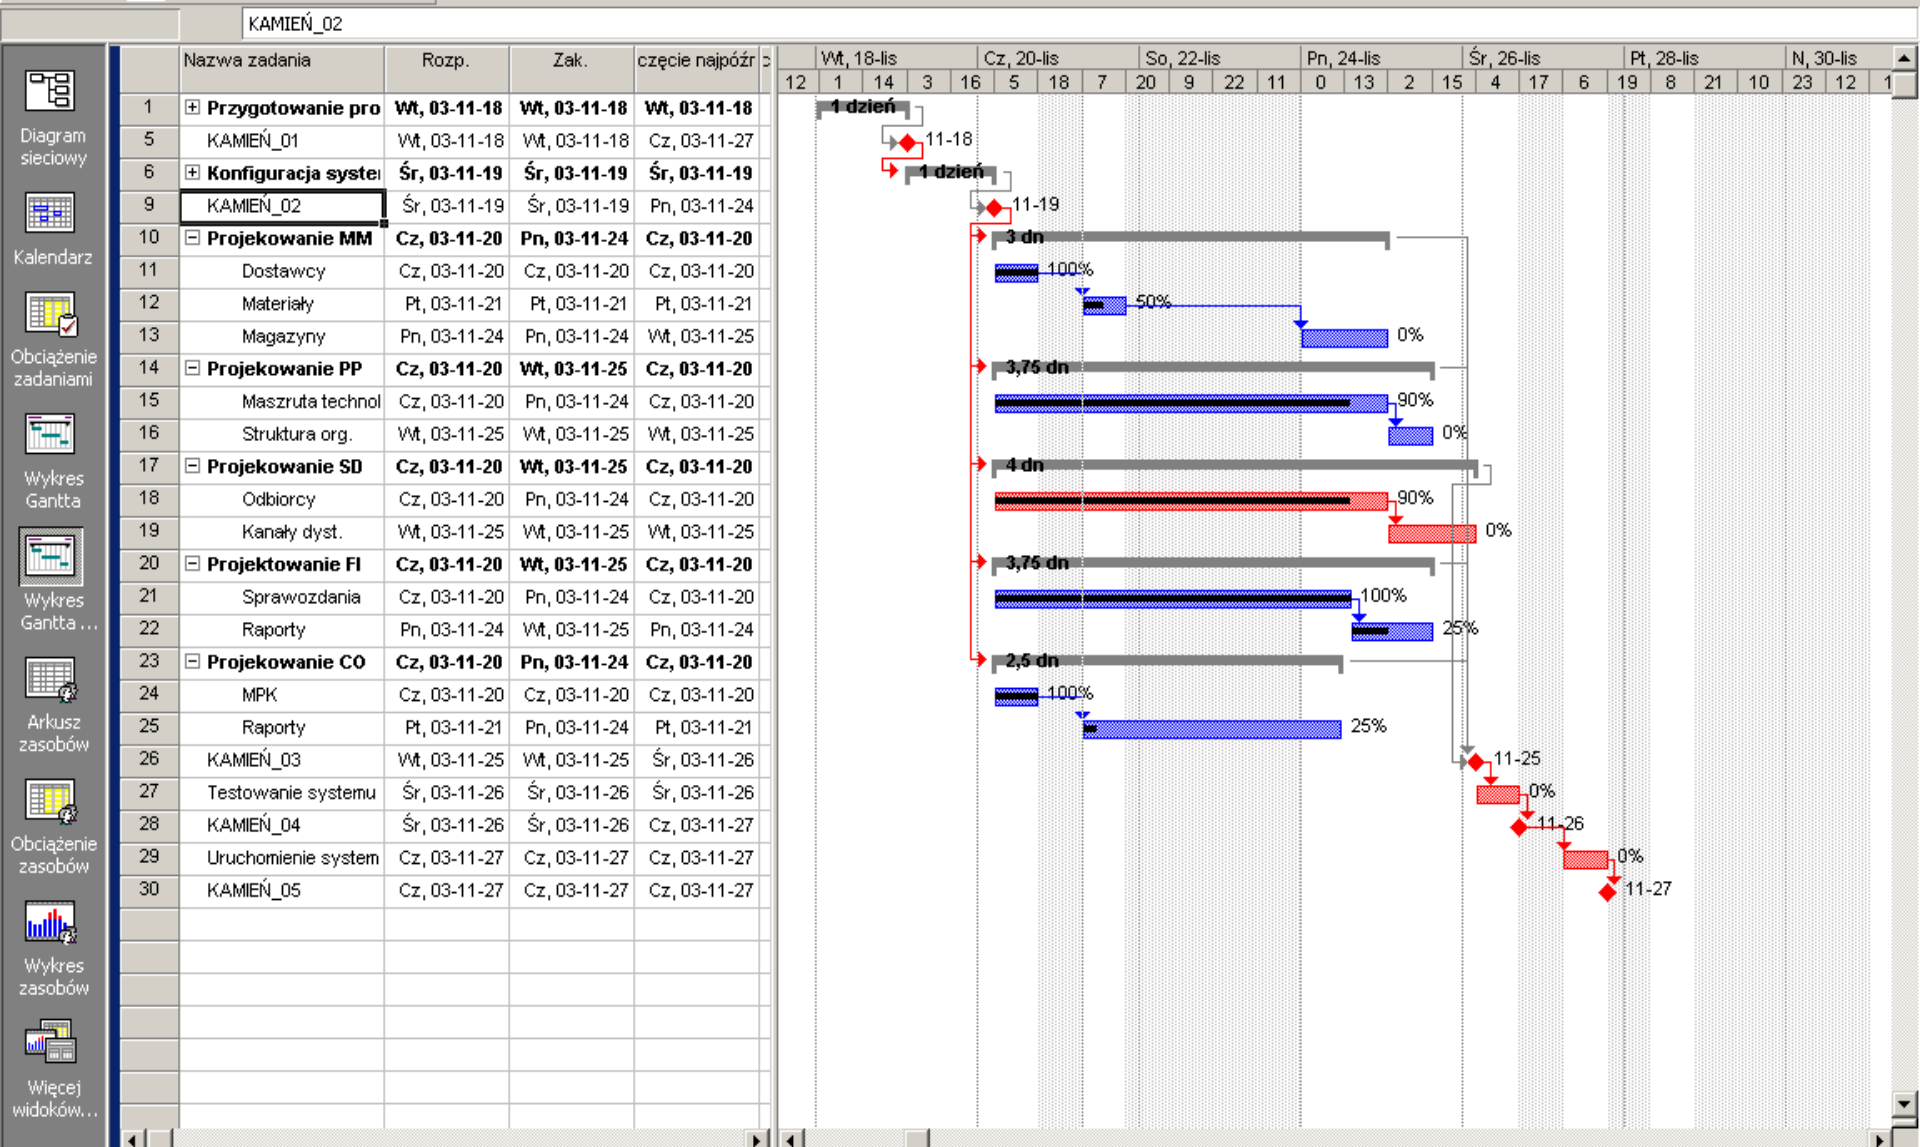 KAMIEŃ_02
Diagram
sieciowy
Kalendarz
Obciążenie
zadaniami
Wykres
Gantta
Wykres
Gantta ...
Arkusz
zasobów
Obciążenie
zasobów
Wykres
zasobów
Więcej
widoków...
Nazwa zadania Rozp. Zak. częcie najpóźr
1 Przygotowanie pro Wt, 03-11-18 Wt, 03-11-18 Wt, 03-11-18
5 KAMIEŃ_01 Wt, 03-11-18 Wt, 03-11-18 Cz, 03-11-27
6 Konfiguracja syste Śr, 03-11-19 Śr, 03-11-19 Śr, 03-11-19
9 KAMIEŃ_02 Śr, 03-11-19 Śr, 03-11-19 Pn, 03-11-24
10 Projekowanie MM Cz, 03-11-20 Pn, 03-11-24 Cz, 03-11-20
11 Dostawcy Cz, 03-11-20 Cz, 03-11-20 Cz, 03-11-20
12 Materiały Pt, 03-11-21 Pt, 03-11-21 Pt, 03-11-21
13 Magazyny Pn, 03-11-24 Pn, 03-11-24 Wt, 03-11-25
14 Projekowanie PP Cz, 03-11-20 Wt, 03-11-25 Cz, 03-11-20
15 Maszruta technol Cz, 03-11-20 Pn, 03-11-24 Cz, 03-11-20
16 Struktura org. Wt, 03-11-25 Wt, 03-11-25 Wt, 03-11-25
17 Projekowanie SD Cz, 03-11-20 Wt, 03-11-25 Cz, 03-11-20
18 Odbiorcy Cz, 03-11-20 Pn, 03-11-24 Cz, 03-11-20
19 Kanały dyst. Wt, 03-11-25 Wt, 03-11-25 Wt, 03-11-25
20 Projektowanie FI Cz, 03-11-20 Wt, 03-11-25 Cz, 03-11-20
21 Sprawozdania Cz, 03-11-20 Pn, 03-11-24 Cz, 03-11-20
22 Raporty Pn, 03-11-24 Wt, 03-11-25 Pn, 03-11-24
23 Projekowanie CO Cz, 03-11-20 Pn, 03-11-24 Cz, 03-11-20
24 MPK Cz, 03-11-20 Cz, 03-11-20 Cz, 03-11-20
25 Raporty Pt, 03-11-21 Pn, 03-11-24 Pt, 03-11-21
26 KAMIEŃ_03 Wt, 03-11-25 Wt, 03-11-25 Śr, 03-11-26
27 Testowanie systemu Śr, 03-11-26 Śr, 03-11-26 Śr, 03-11-26
28 KAMIEŃ_04 Śr, 03-11-26 Śr, 03-11-26 Cz, 03-11-27
29 Uruchomienie system Cz, 03-11-27 Cz, 03-11-27 Cz, 03-11-27
30 KAMIEŃ_05 Cz, 03-11-27 Cz, 03-11-27 Cz, 03-11-27
Wt, 18-lis Cz, 20-lis So, 22-lis Pn, 24-lis Śr, 26-lis Pt, 28-lis N, 30-lis
12 1 14 3 16 5 18 7 20 9 22 11 0 13 2 15 4 17 6 19 8 21 10 23 12 1
1 dzień
11-18
1 dzień
11-19
3 dn
100%
50%
0%
3,75 dn
90%
0%
4 dn
90%
0%
3,75 dn
100%
25%
2,5 dn
100%
25%
11-25
0%
11-26
0%
11-27